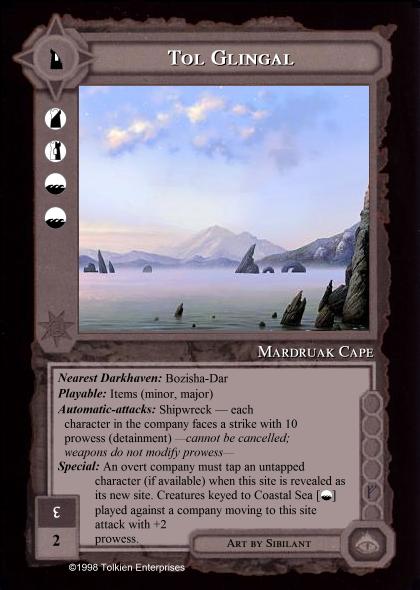 TOL GLINGAL
MARDRUAK CAPE
Nearest Darkhaven: Bozisha-Dar
Playable: Items (minor, major)
Automatic-attacks: Shipwreck — each
character in the company faces a strike with 10
prowess (detainment) —cannot be cancelled;
weapons do not modify prowess—
Special: An overt company must tap an untapped
character (if available) when this site is revealed as
its new site. Creatures keyed to Coastal Sea []
played against a company moving to this site
attack with +2
prowess.
2
ART BY SIBILANT
©1998 Tolkien Enterprises